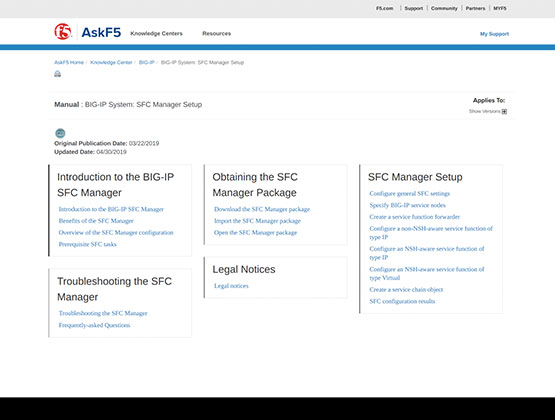 F5.com | Support | Community | Partners | MYF5
f5 AskF5 Knowledge Centers Resources My Support
AskF5 Home / Knowledge Center / BIG-IP / BIG-IP System: SFC Manager Setup
Manual : BIG-IP System: SFC Manager Setup
Applies To:
Show Versions
Original Publication Date: 03/22/2019
Updated Date: 04/30/2019
Introduction to the BIG-IP
SFC Manager
Introduction to the BIG-IP SFC Manager
Benefits of the SFC Manager
Overview of the SFC Manager configuration
Prerequisite SFC tasks
Troubleshooting the SFC
Manager
Troubleshooting the SFC Manager
Frequently-asked Questions
Obtaining the SFC
Manager Package
Download the SFC Manager package
Import the SFC Manager package
Open the SFC Manager package
Legal Notices
Legal notices
SFC Manager Setup
Configure general SFC settings
Specify BIG-IP service nodes
Create a service function forwarder
Configure a non-NSH-aware service function of
type IP
Configure an NSH-aware service function of
type IP
Configure an NSH-aware service function of
type Virtual
Create a service chain object
SFC configuration results